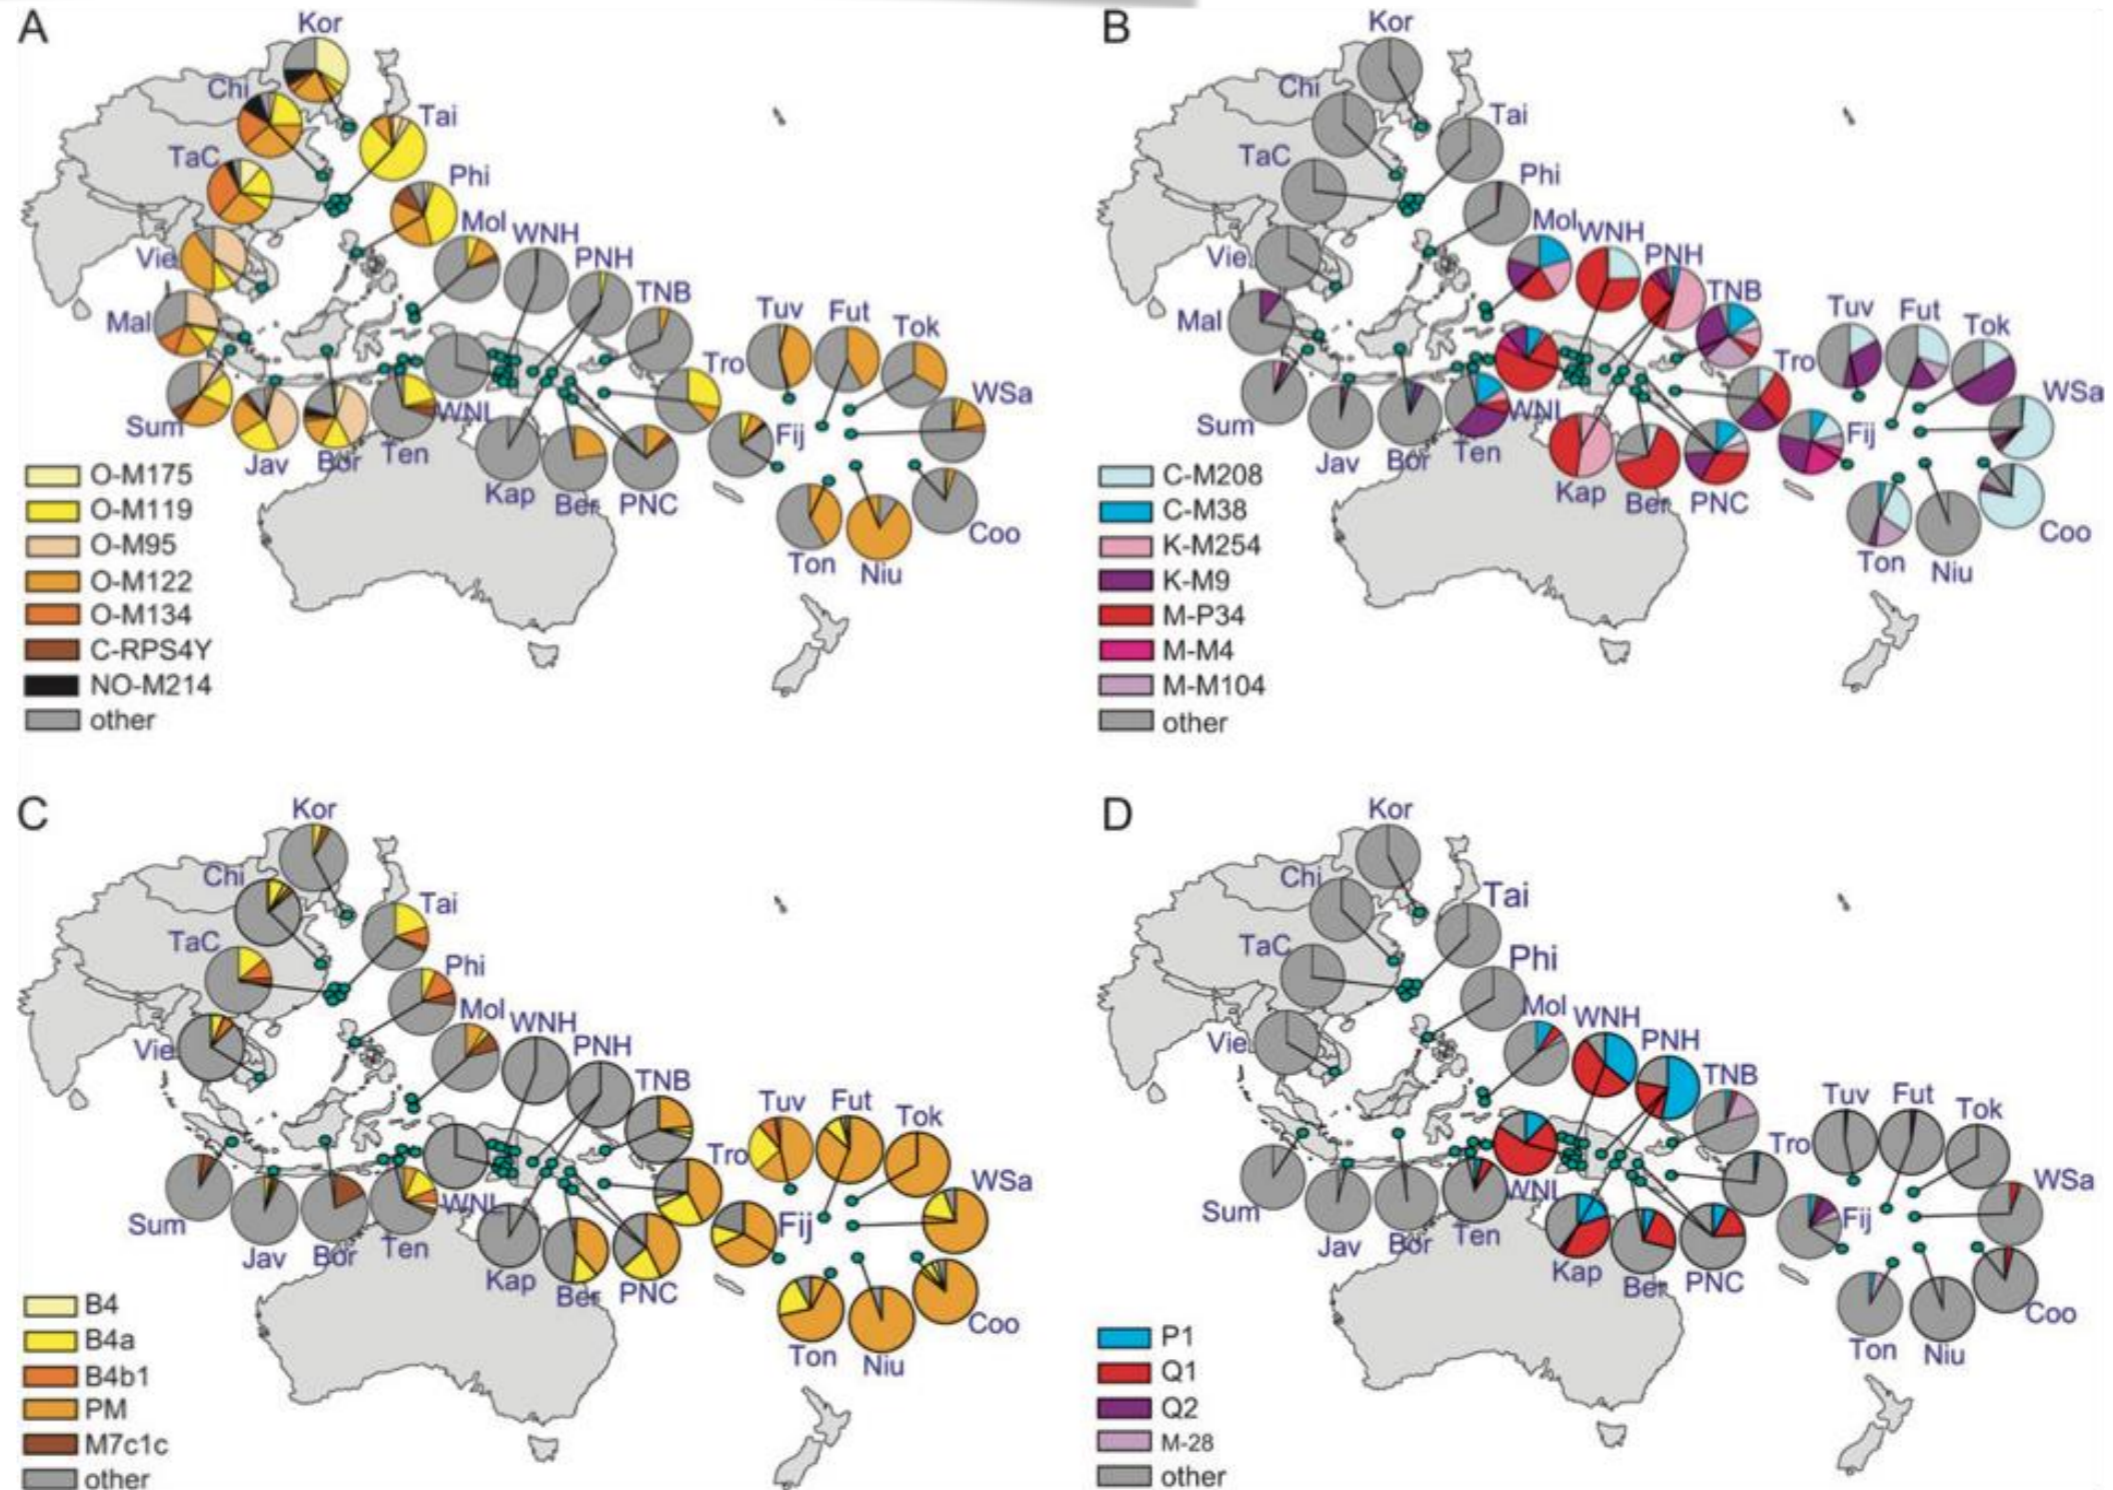 A
Kor
Chi
Tai
TaC
Phi
Mol
WNH
Vie
PNH
TNB
Mal
Tuv
Fut
Tok
Tro
WSa
Sum
WNL
Fij
Jav
Bor
Ten
Kap
Ber
PNC
Coo
Ton
Niu
O-M175
O-M119
O-M95
O-M122
O-M134
C-RPS4Y
NO-M214
other
B
Kor
Chi
Tai
TaC
Phi
Mol
WNH
Vie
PNH
TNB
Mal
Tuv
Fut
Tok
Tro
WSa
Sum
WNL
Fij
Jav
Bor
Ten
Kap
Ber
PNC
Coo
Ton
Niu
C-M208
C-M38
K-M254
K-M9
M-P34
M-M4
M-M104
other
C
Kor
Chi
Tai
TaC
Phi
Mol
WNH
Vie
PNH
TNB
Tuv
Fut
Tok
Tro
WSa
Sum
WNL
Fij
Jav
Bor
Ten
Kap
Ber
PNC
Coo
Ton
Niu
B4
B4a
B4b1
PM
M7c1c
other
D
Kor
Chi
Tai
TaC
Phi
Mol
WNH
Vie
PNH
TNB
Tuv
Fut
Tok
Tro
WSa
Sum
WNL
Fij
Jav
Bor
Ten
Kap
Ber
PNC
Coo
Ton
Niu
P1
Q1
Q2
M-28
other